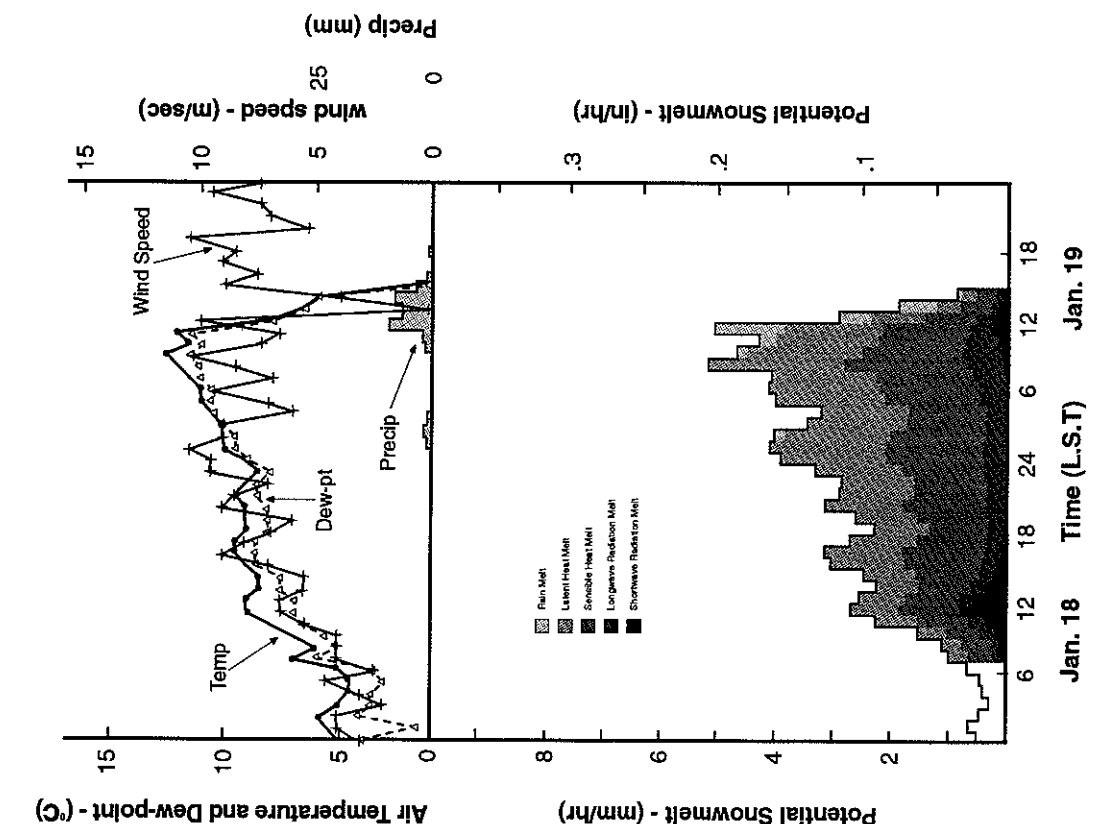 Air Temperature and Dew-point - (°C)
15
10
5
0
Temp
Dew-pt
Wind Speed
Precip
15
10
5
0
wind speed - (m/sec)
25
0
Precip (mm)
Potential Snowmelt - (mm/hr)
8
6
4
2
Rain Melt
Latent Heat Melt
Sensible Heat Melt
Longwave Radiation Melt
Shortwave Radiation Melt
.3
.2
.1
Potential Snowmelt - (in/hr)
6
12
18
24
6
12
18
Jan. 18
Time (L.S.T)
Jan. 19